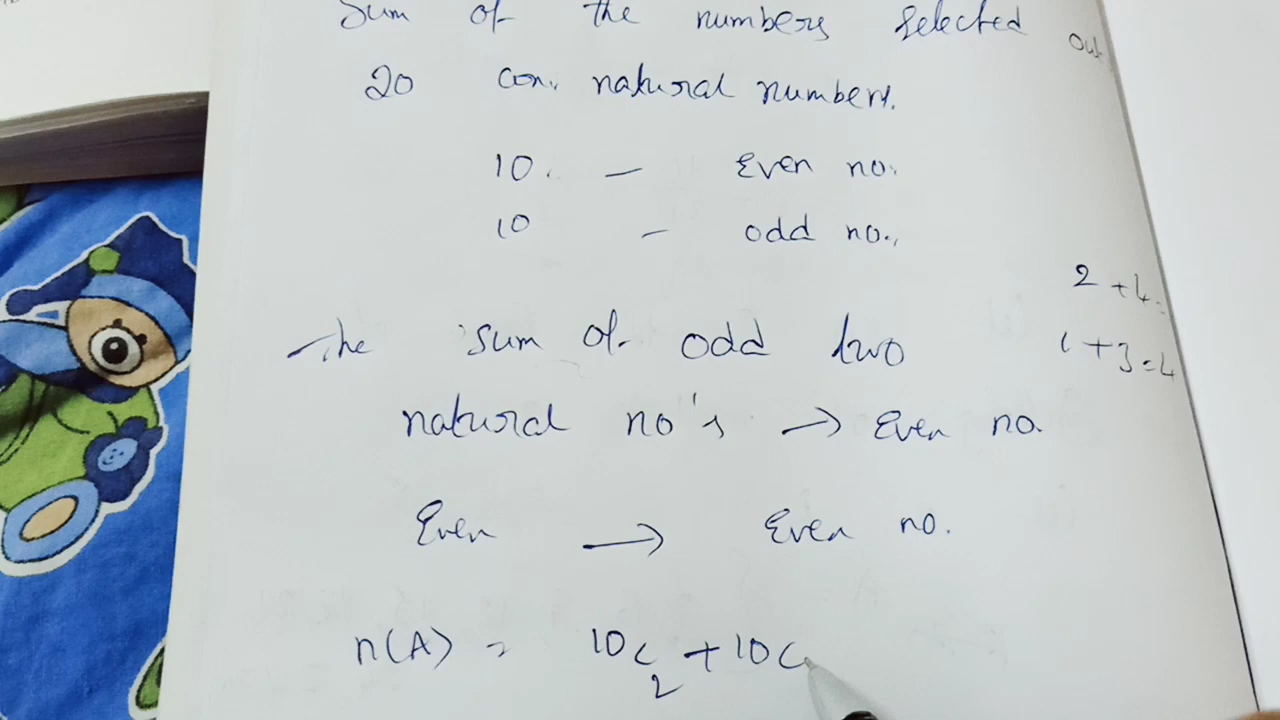 Sum of the numbers selected out
20 con. natural numbers.
10. — Even no.
10 — odd no.,
2 + 4 =
The sum of odd two
1 + 3 = 4
natural no's → Even no.
Even → Even no.
n(A) = 10c2 + 10c